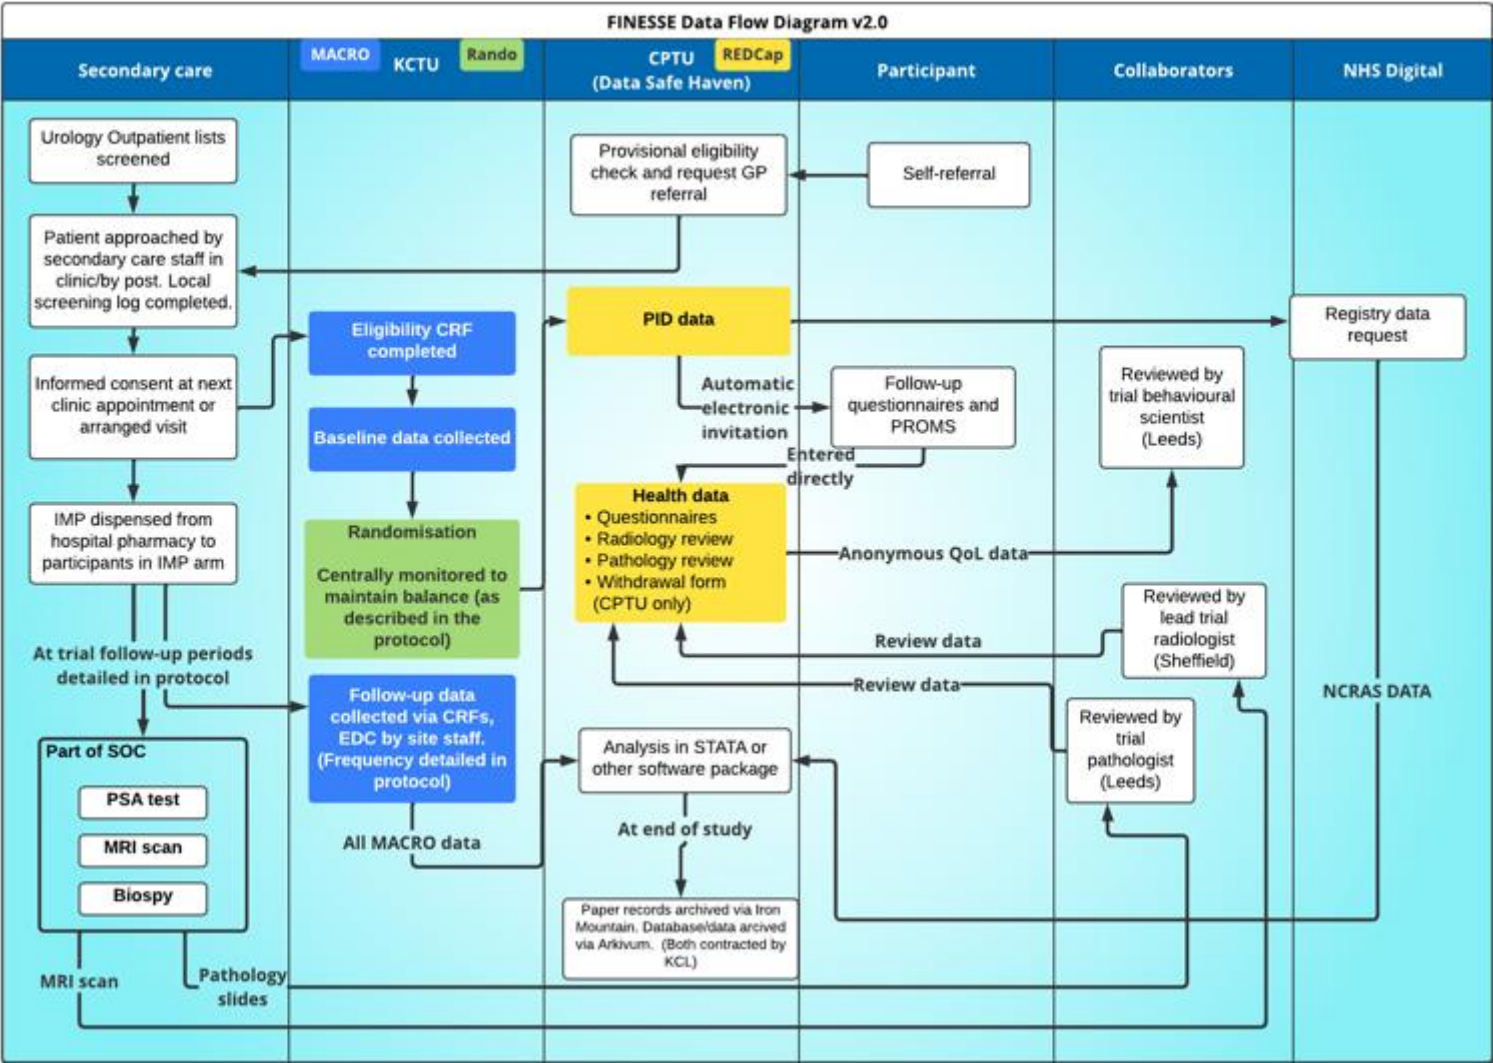 FINESSE Data Flow Diagram v2.0
Secondary care
MACRO
KCTU
Rando
CPTU
(Data Safe Haven)
REDCap
Participant
Collaborators
NHS Digital
Urology Outpatient lists
screened
Patient approached by
secondary care staff in
clinic/by post. Local
screening log completed.
Informed consent at next
clinic appointment or
arranged visit
IMP dispensed from
hospital pharmacy to
participants in IMP arm
At trial follow-up periods
detailed in protocol
Part of SOC
PSA test
MRI scan
Biospy
MRI scan
Pathology
slides
Eligibility CRF
completed
Baseline data collected
Randomisation
Centrally monitored to
maintain balance (as
described in the
protocol)
Follow-up data
collected via CRFs,
EDC by site staff.
(Frequency detailed in
protocol)
All MACRO data
Provisional eligibility
check and request GP
referral
PID data
Automatic
electronic
invitation
Entered
directly
Health data
• Questionnaires
• Radiology review
• Pathology review
• Withdrawal form
(CPTU only)
Analysis in STATA or
other software package
At end of study
Paper records archived via Iron
Mountain. Database/data arcived
via Arkivum. (Both contracted by
KCL)
Self-referral
Follow-up
questionnaires and
PROMS
Anonymous QoL data
Review data
Review data
Reviewed by
trial behavioural
scientist
(Leeds)
Reviewed by
lead trial
radiologist
(Sheffield)
Reviewed by
trial
pathologist
(Leeds)
Registry data
request
NCRAS DATA